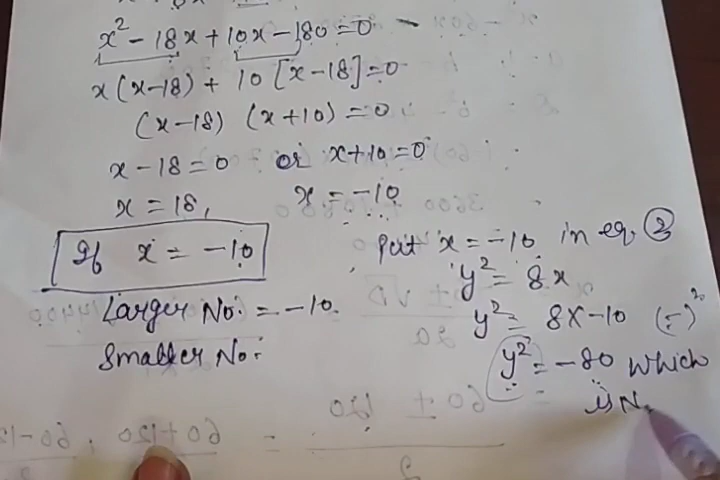 x² - 18x + 10x - 180 = 0
x(x-18) + 10[x-18] = 0
(x-18) (x+10) = 0
x - 18 = 0 or x+10 = 0
x = 18, x = -10
If x = -10
Larger No. = -10.
Smaller No.
Put x = -10 in eq. ②
y² = 8x
y² = 8x-10 (-)²
y² = -80 which
is N